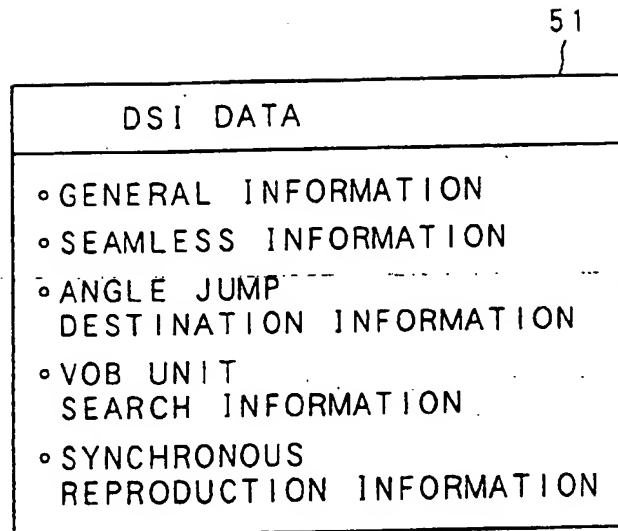 51
DSI DATA
∘GENERAL INFORMATION
∘SEAMLESS INFORMATION
∘ANGLE JUMP
DESTINATION INFORMATION
∘VOB UNIT
SEARCH INFORMATION
∘SYNCHRONOUS
REPRODUCTION INFORMATION